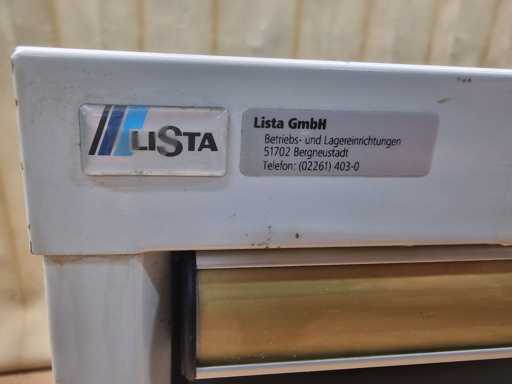 LISTA
Lista GmbH
Betriebs- und Lagereinrichtungen
51702 Bergneustadt
Telefon: (02261) 403-0